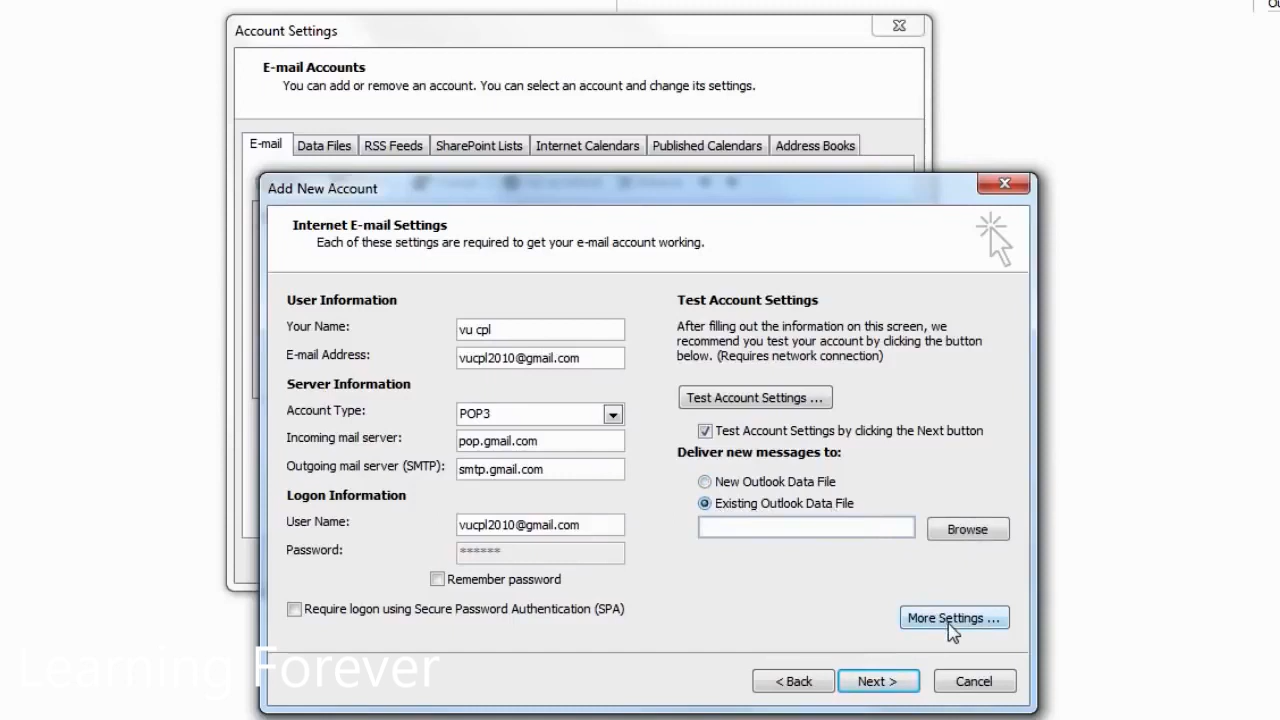 Account Settings
E-mail Accounts
You can add or remove an account. You can select an account and change its settings.
E-mail Data Files RSS Feeds SharePoint Lists Internet Calendars Published Calendars Address Books
Add New Account
Internet E-mail Settings
Each of these settings are required to get your e-mail account working.
User Information
Your Name: vu cpl
E-mail Address: vucpl2010@gmail.com
Server Information
Account Type: POP3
Incoming mail server: pop.gmail.com
Outgoing mail server (SMTP): smtp.gmail.com
Logon Information
User Name: vucpl2010@gmail.com
Password: ******
Remember password
Require logon using Secure Password Authentication (SPA)
Test Account Settings
After filling out the information on this screen, we
recommend you test your account by clicking the button
below. (Requires network connection)
Test Account Settings ...
Test Account Settings by clicking the Next button
Deliver new messages to:
New Outlook Data File
Existing Outlook Data File
Browse
More Settings ...
Learning Forever
< Back Next > Cancel